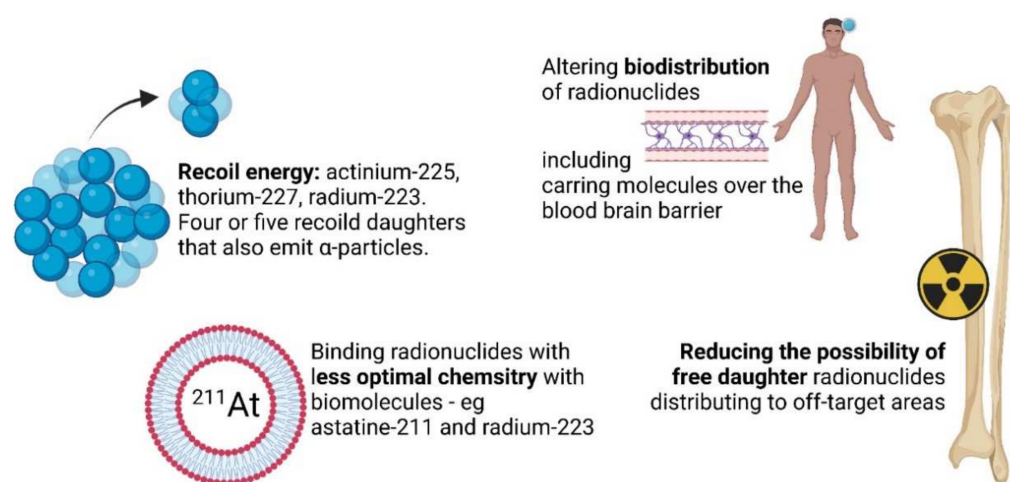 Recoil energy: actinium-225,
thorium-227, radium-223.
Four or five recoild daughters
that also emit α-particles.
Altering biodistribution
of radionuclides
including
carring molecules over the
blood brain barrier
211At
Binding radionuclides with
less optimal chemsitry with
biomolecules - eg
astatine-211 and radium-223
Reducing the possibility of
free daughter radionuclides
distributing to off-target areas